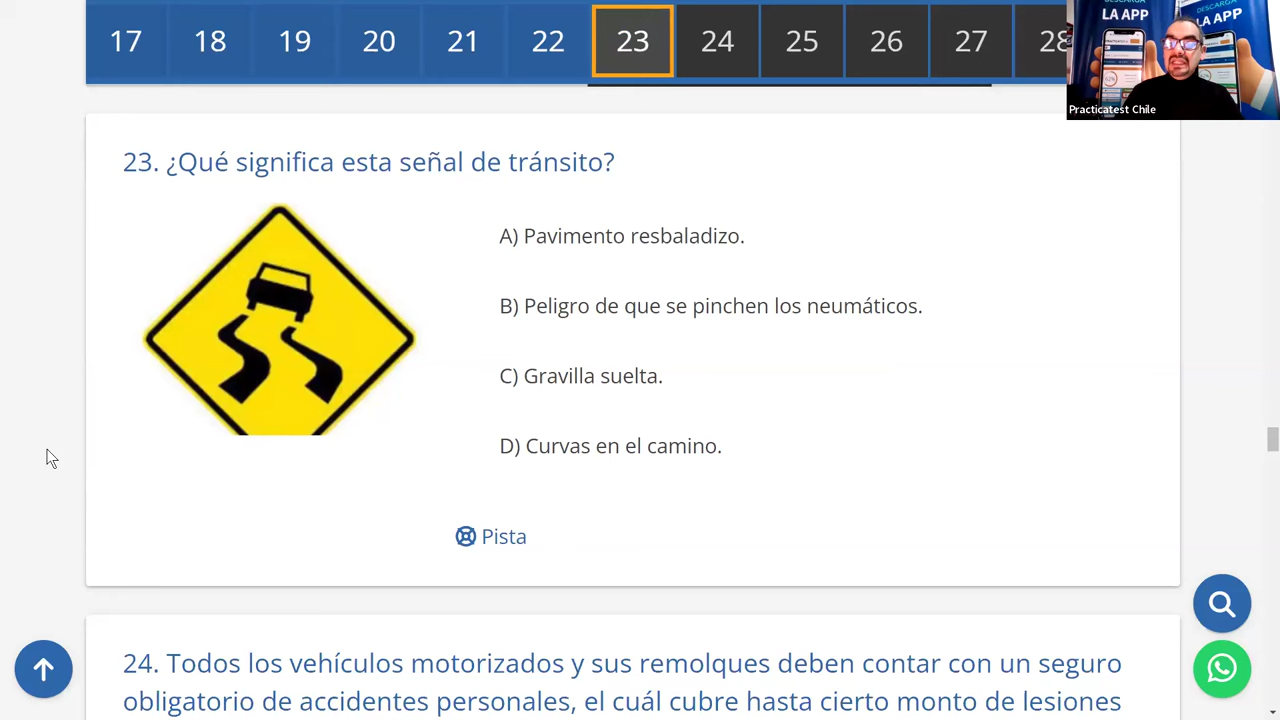 17 18 19 20 21 22 23 24 25 26 27 28
DESCARGA
LA APP
LA APP
Practicatest Chile
23. ¿Qué significa esta señal de tránsito?
A) Pavimento resbaladizo.
B) Peligro de que se pinchen los neumáticos.
C) Gravilla suelta.
D) Curvas en el camino.
Pista
24. Todos los vehículos motorizados y sus remolques deben contar con un seguro
obligatorio de accidentes personales, el cuál cubre hasta cierto monto de lesiones